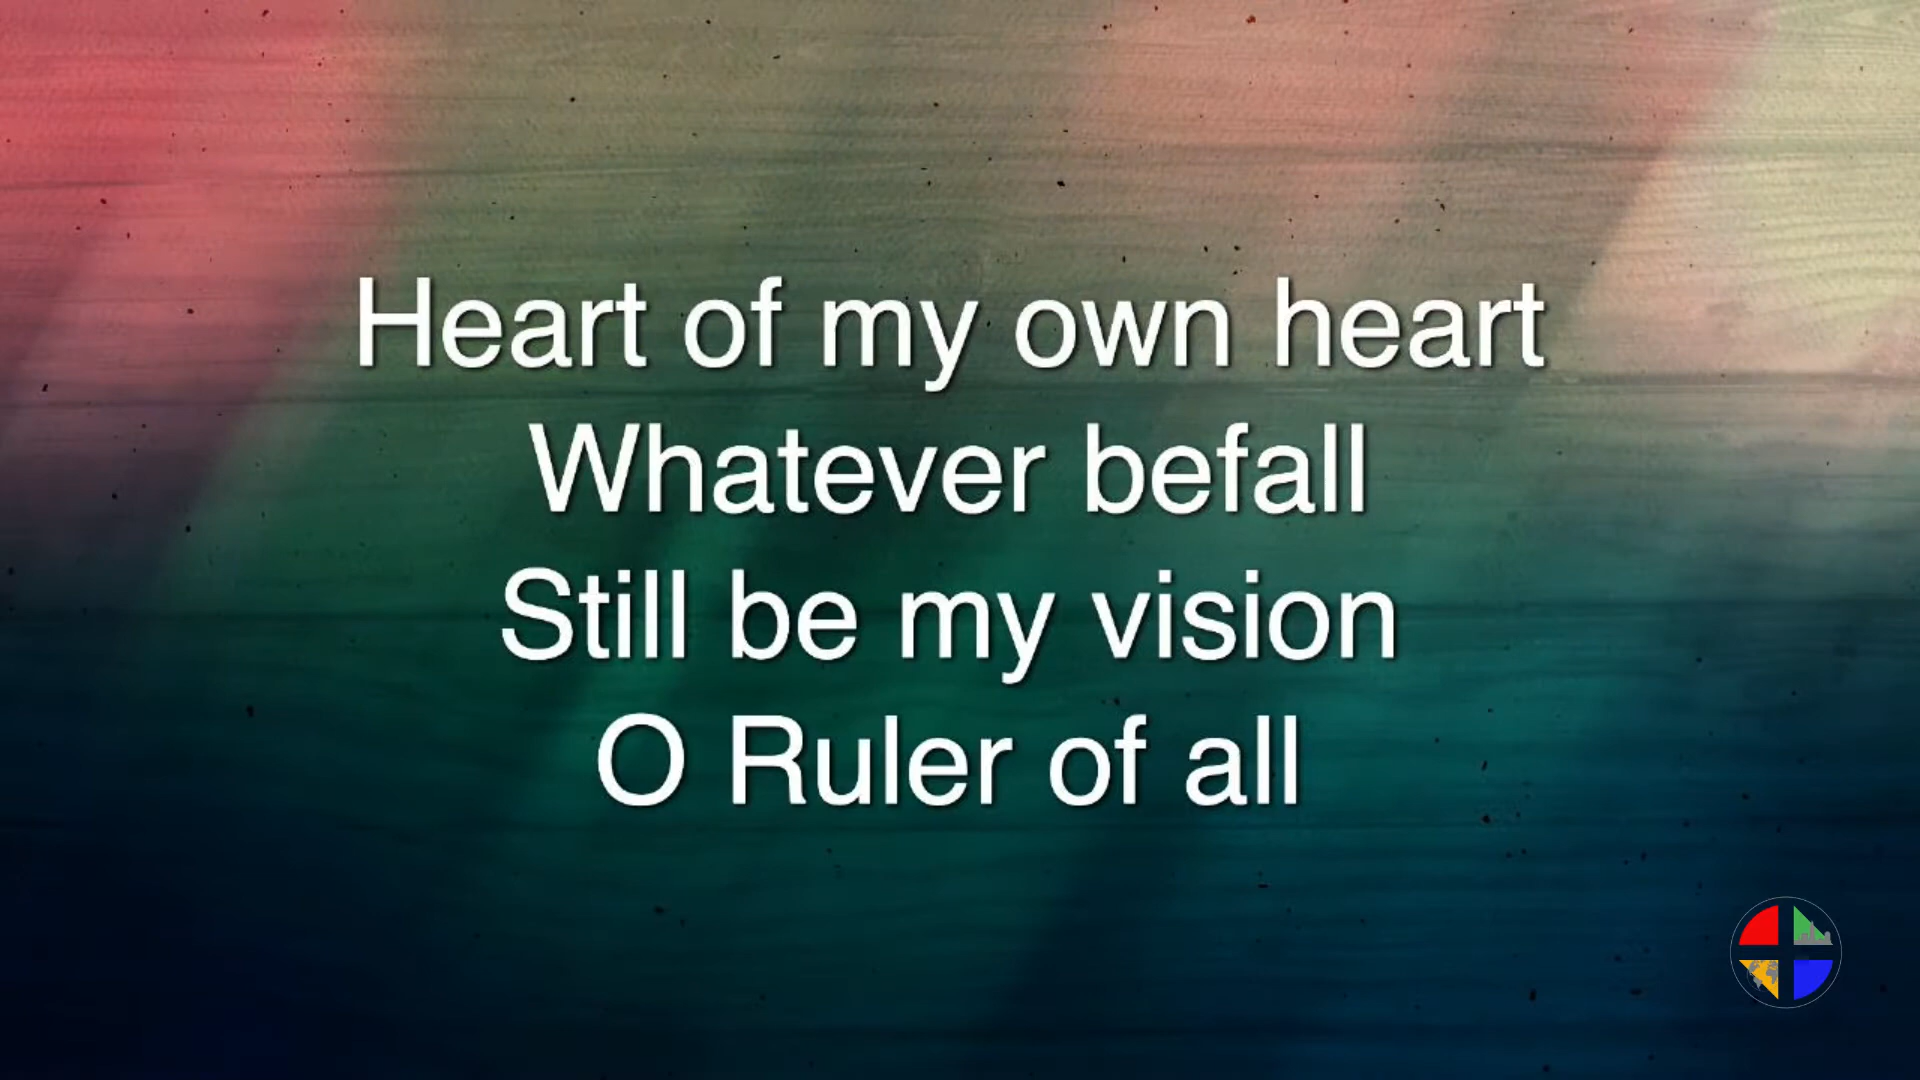 Heart of my own heart
Whatever befall
Still be my vision
O Ruler of all